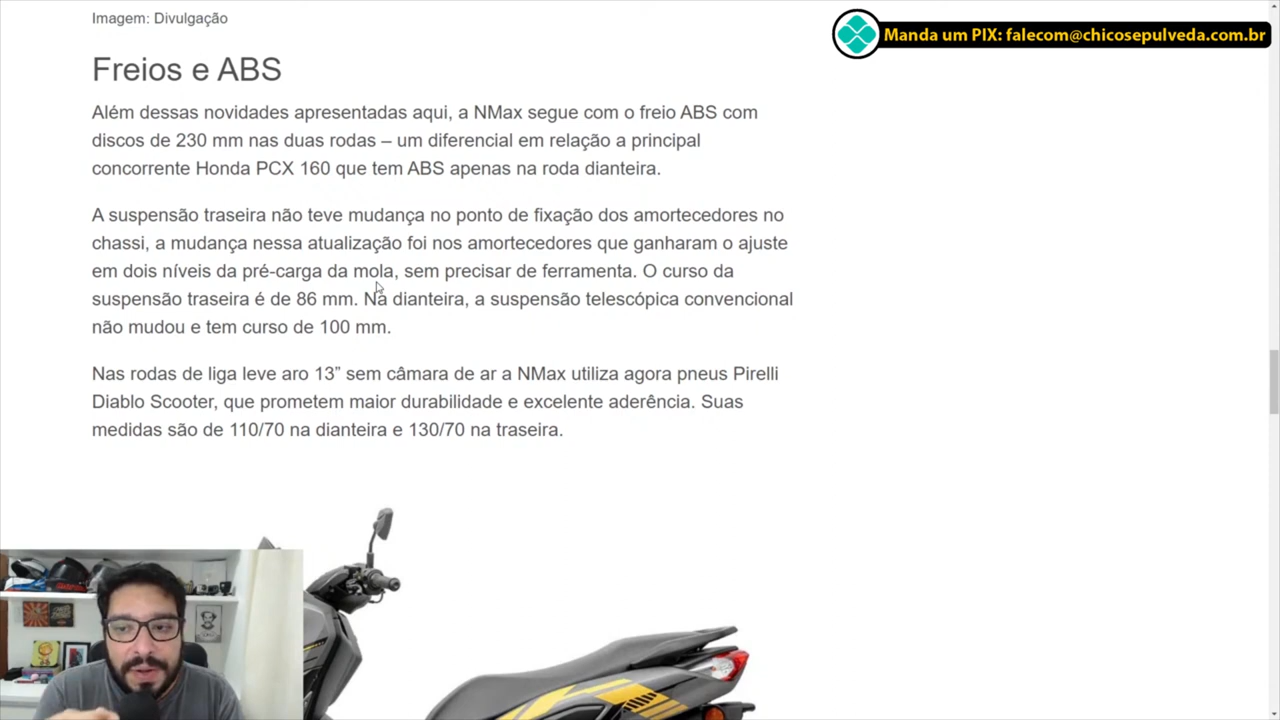 Imagem: Divulgação
Manda um PIX: falecom@chicosepulveda.com.br
Freios e ABS
Além dessas novidades apresentadas aqui, a NMax segue com o freio ABS com
discos de 230 mm nas duas rodas – um diferencial em relação a principal
concorrente Honda PCX 160 que tem ABS apenas na roda dianteira.
A suspensão traseira não teve mudança no ponto de fixação dos amortecedores no
chassi, a mudança nessa atualização foi nos amortecedores que ganharam o ajuste
em dois níveis da pré-carga da mola, sem precisar de ferramenta. O curso da
suspensão traseira é de 86 mm. Na dianteira, a suspensão telescópica convencional
não mudou e tem curso de 100 mm.
Nas rodas de liga leve aro 13” sem câmara de ar a NMax utiliza agora pneus Pirelli
Diablo Scooter, que prometem maior durabilidade e excelente aderência. Suas
medidas são de 110/70 na dianteira e 130/70 na traseira.